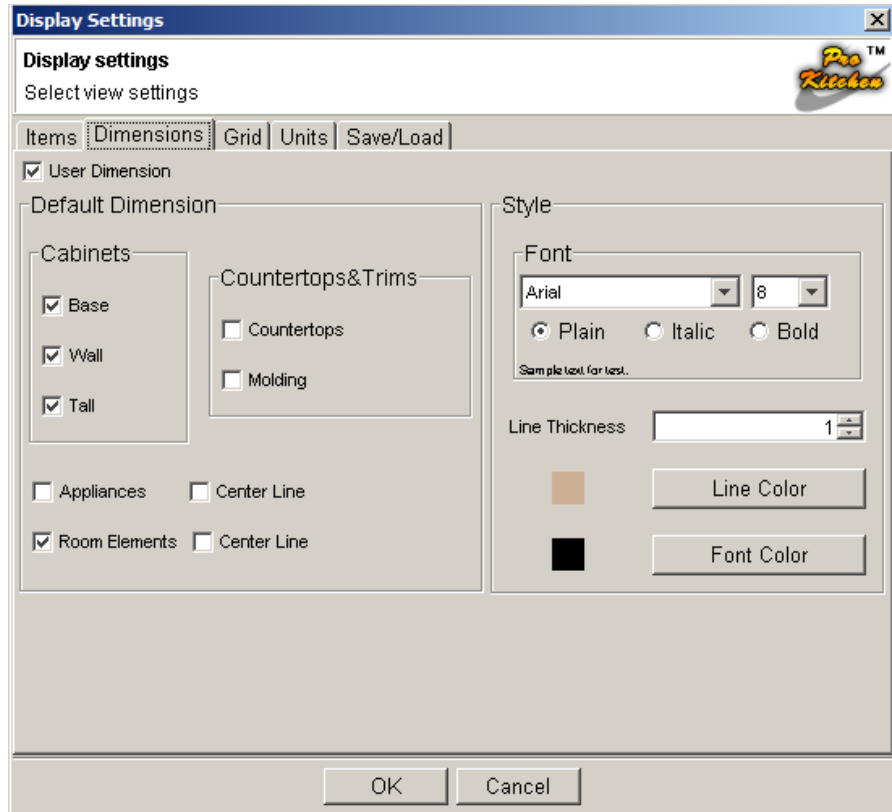 Display Settings
Display settings
Select view settings
Pro TM
Kitchen
Items Dimensions Grid Units Save/Load
User Dimension
Default Dimension
Cabinets
Base
Wall
Tall
Countertops&Trims
Countertops
Molding
Appliances Center Line
Room Elements Center Line
Style
Font
Arial 8
Plain Italic Bold
Sample text for test.
Line Thickness 1
Line Color
Font Color
OK Cancel